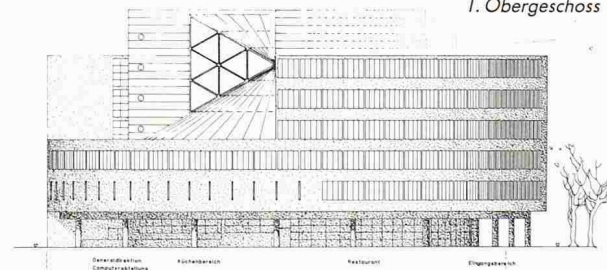 1. Obergeschoss
Generaldirektion Küchenbereich Restaurant Eingangsbereich
Computerabteilung